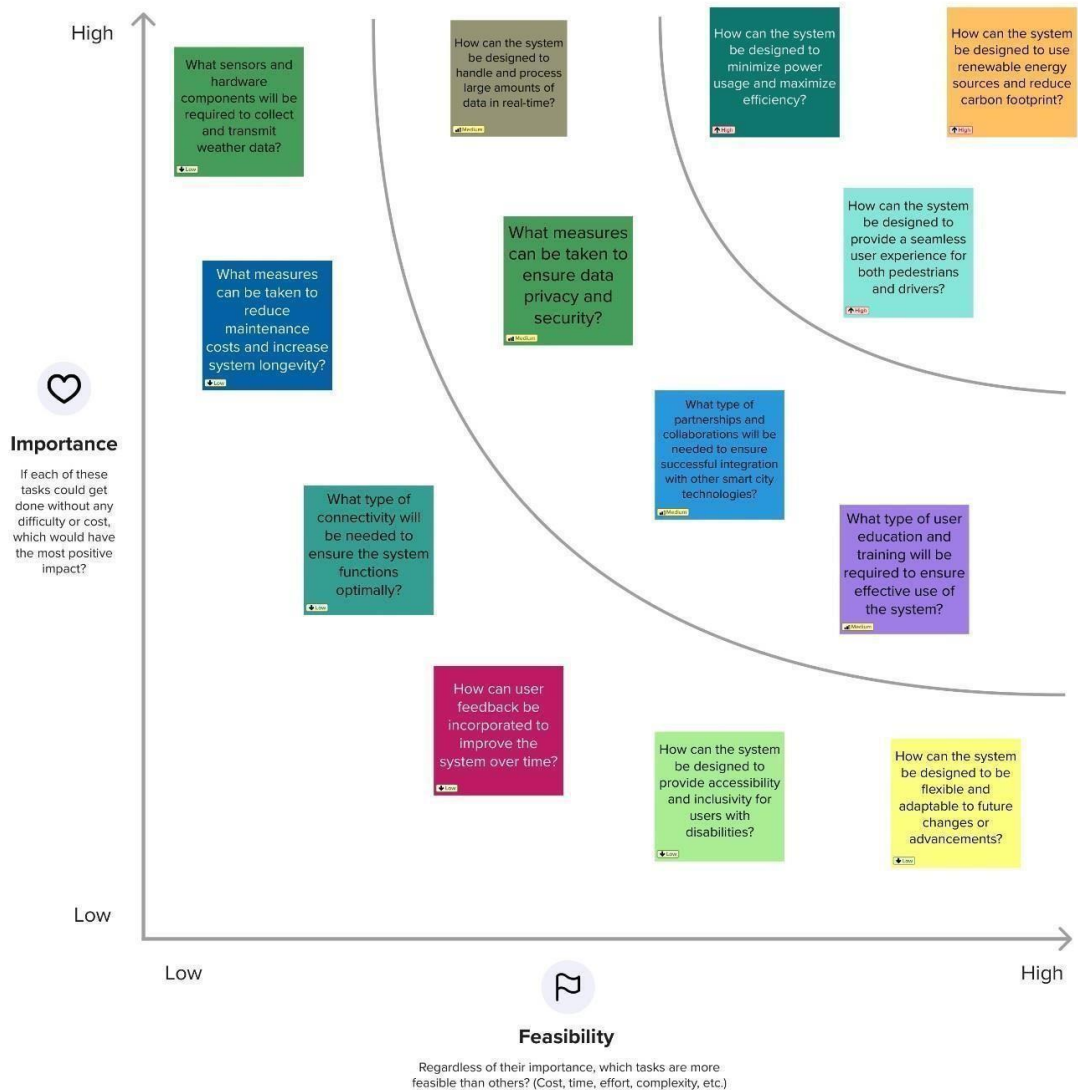 High
What sensors and
hardware
components will be
required to collect
and transmit
weather data?
Low
How can the system
be designed to
handle and process
large amounts of
data in real-time?
Medium
How can the system
be designed to
minimize power
usage and maximize
efficiency?
High
How can the system
be designed to use
renewable energy
sources and reduce
carbon footprint?
High
How can the system
be designed to
provide a seamless
user experience for
both pedestrians
and drivers?
High
What measures
can be taken to
ensure data
privacy and
security?
Medium
What measures
can be taken to
reduce
maintenance
costs and increase
system longevity?
Low
Importance
If each of these
tasks could get
done without any
difficulty or cost,
which would have
the most positive
impact?
What type of
partnerships and
collaborations will be
needed to ensure
successful integration
with other smart city
technologies?
Medium
What type of
connectivity will
be needed to
ensure the system
functions
optimally?
Low
What type of user
education and
training will be
required to ensure
effective use of
the system?
Medium
How can user
feedback be
incorporated to
improve the
system over time?
Low
How can the system
be designed to
provide accessibility
and inclusivity for
users with
disabilities?
Low
How can the system
be designed to be
flexible and
adaptable to future
changes or
advancements?
Low
Low
Low
High
Feasibility
Regardless of their importance, which tasks are more
feasible than others? (Cost, time, effort, complexity, etc.)